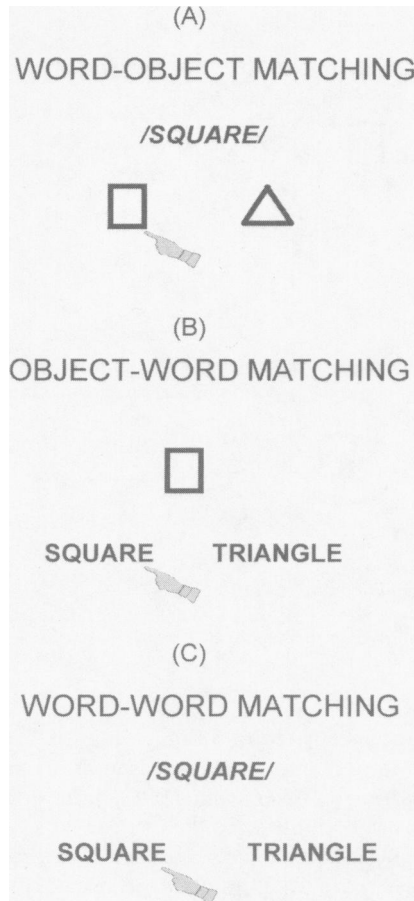 (A)
WORD-OBJECT MATCHING
/SQUARE/
(B)
OBJECT-WORD MATCHING
SQUARE TRIANGLE
(C)
WORD-WORD MATCHING
/SQUARE/
SQUARE TRIANGLE